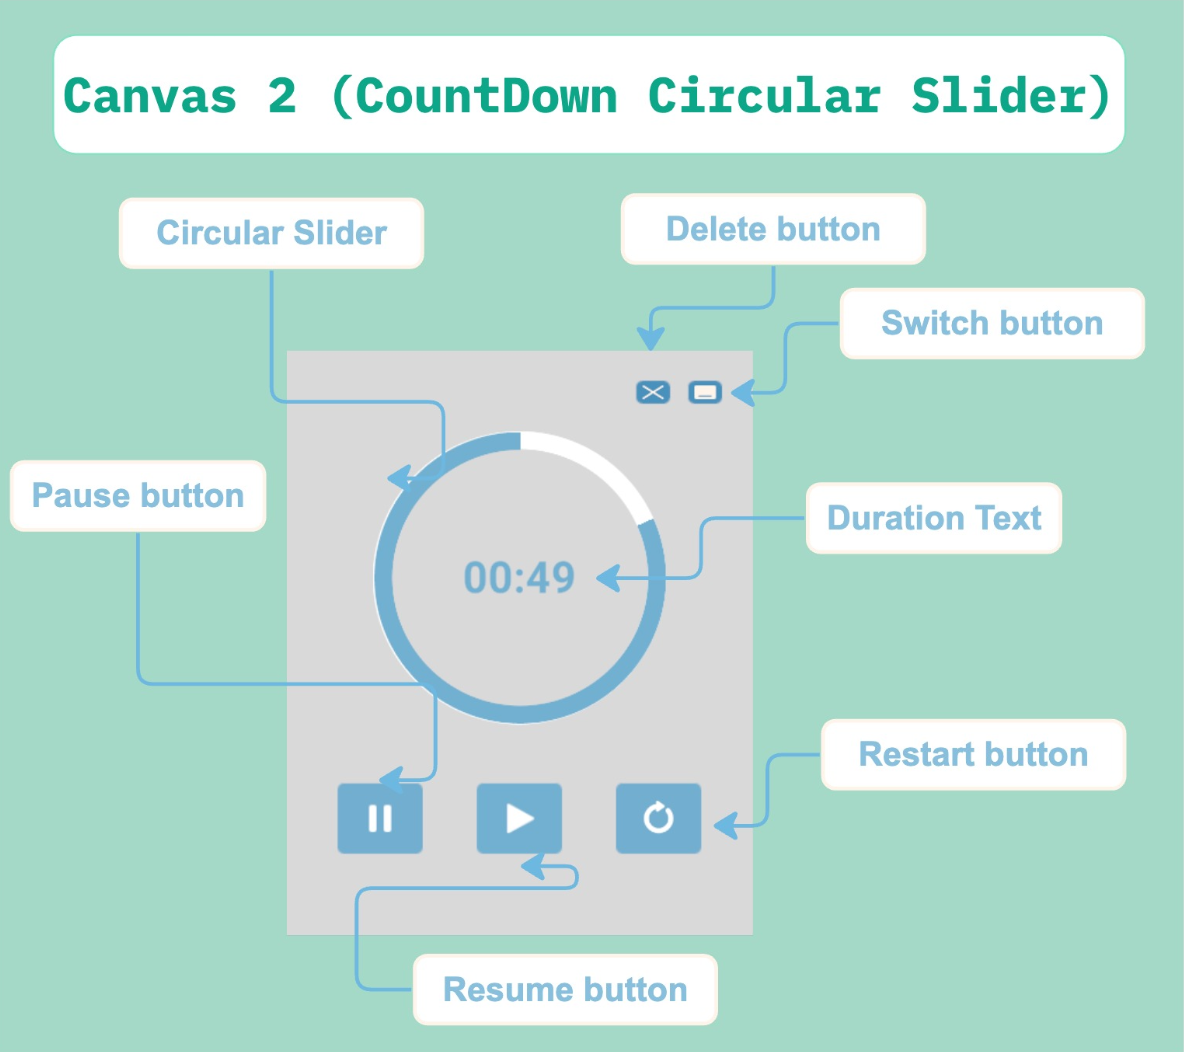 Canvas 2 (CountDown Circular Slider)
Circular Slider
Delete button
Switch button
Pause button
Duration Text
00:49
Restart button
Resume button